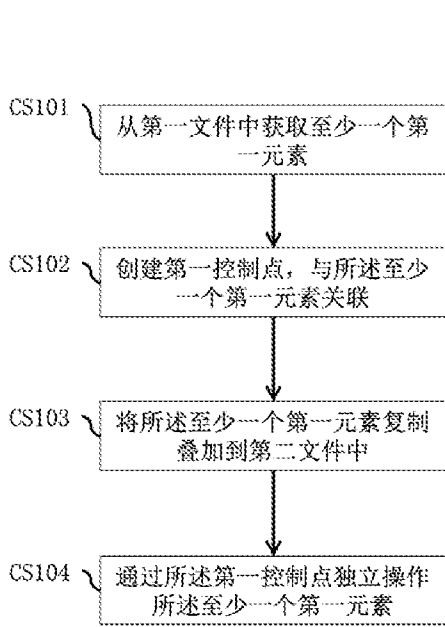 CS101
从第一文件中获取至少一个第
一元素
CS102
创建第一控制点，与所述至少
一个第一元素关联
CS103
将所述至少一个第一元素复制
叠加到第二文件中
CS104
通过所述第一控制点独立操作
所述至少一个第一元素